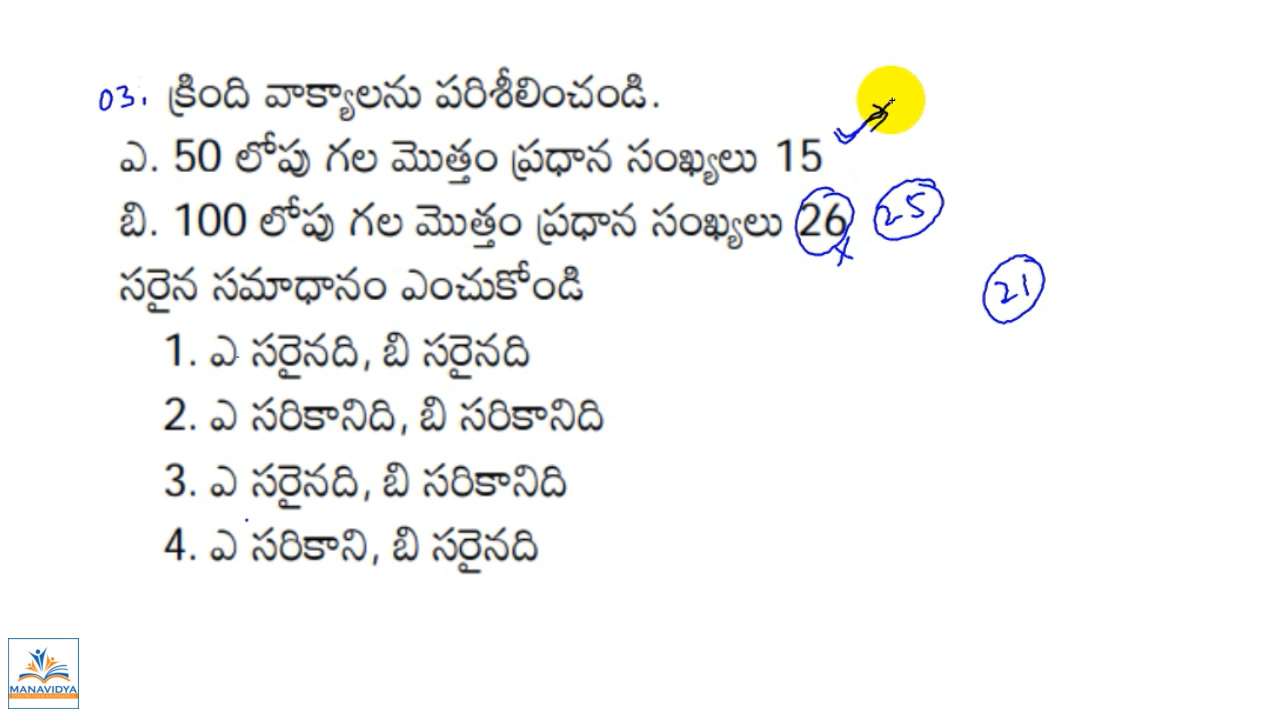 03. క్రింది వాక్యాలను పరిశీలించండి.
ఎ. 50 లోపు గల మొత్తం ప్రధాన సంఖ్యలు 15
బి. 100 లోపు గల మొత్తం ప్రధాన సంఖ్యలు 26 25
సరైన సమాధానం ఎంచుకోండి
21
1. ఎ సరైనది, బి సరైనది
2. ఎ సరికానిది, బి సరికానిది
3. ఎ సరైనది, బి సరికానిది
4. ఎ సరికాని, బి సరైనది
MANAVIDYA